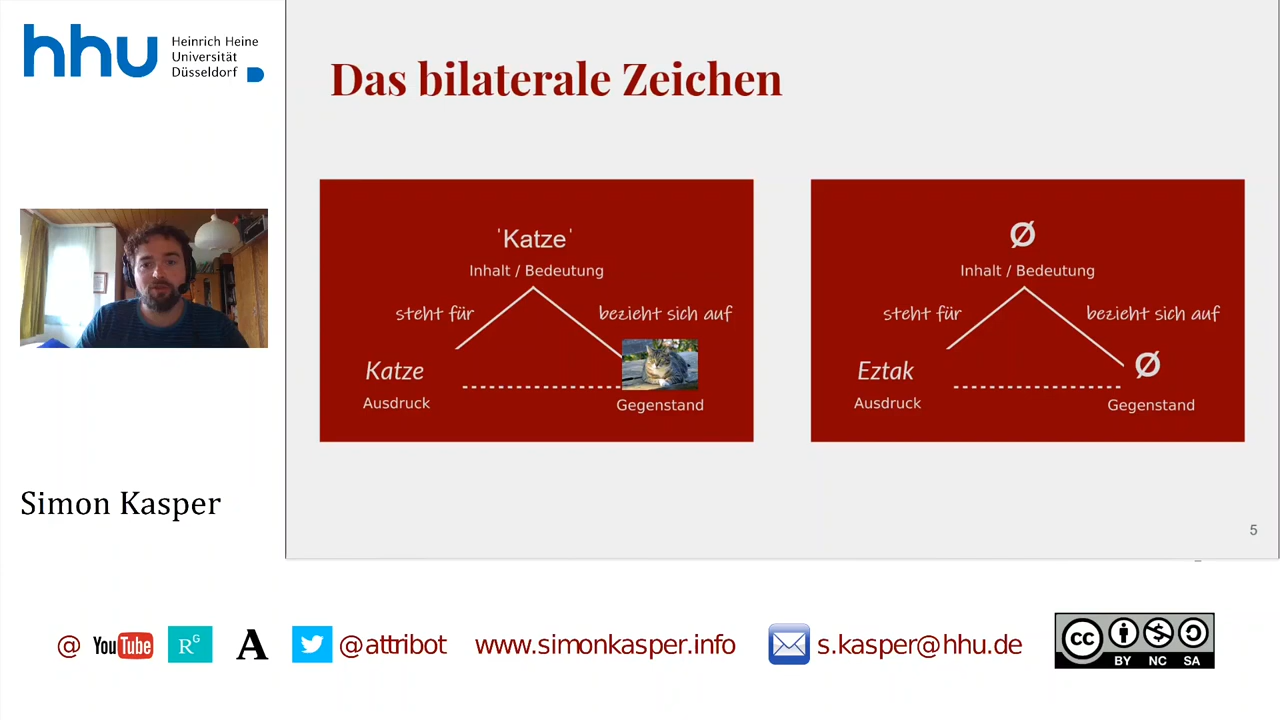 hhu
Heinrich Heine
Universität
Düsseldorf
Das bilaterale Zeichen
'Katze'
Inhalt / Bedeutung
steht für
bezieht sich auf
Katze
Ausdruck
Gegenstand
Ø
Inhalt / Bedeutung
steht für
bezieht sich auf
Eztak
Ø
Ausdruck
Gegenstand
Simon Kasper
5
@ YouTube RG A @attribot www.simonkasper.info s.kasper@hhu.de
cc
BY NC SA